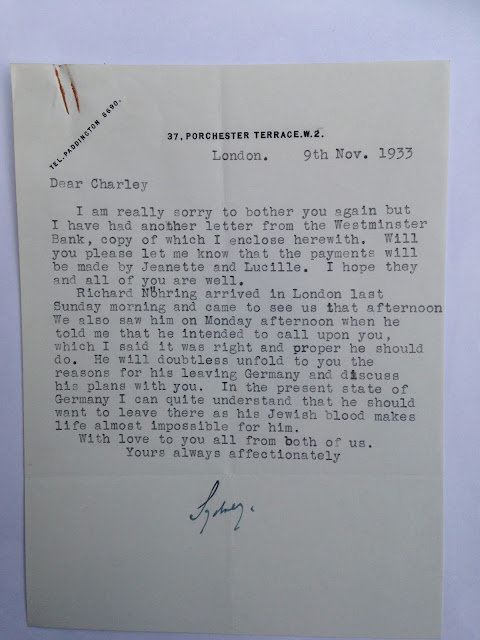 TEL. PADDINGTON 6690.
37, PORCHESTER TERRACE. W. 2.
London. 9th Nov. 1933
Dear Charley
I am really sorry to bother you again but
I have had another letter from the Westminster
Bank, copy of which I enclose herewith. Will
you please let me know that the payments will
be made by Jeanette and Lucille. I hope they
and all of you are well.
Richard Nühring arrived in London last
Sunday morning and came to see us that afternoon
We also saw him on Monday afternoon when he
told me that he intended to call upon you,
which I said it was right and proper he should
do. He will doubtless unfold to you the
reasons for his leaving Germany and discuss
his plans with you. In the present state of
Germany I can quite understand that he should
want to leave there as his Jewish blood makes
life almost impossible for him.
With love to you all from both of us.
Yours always affectionately
Sydney.